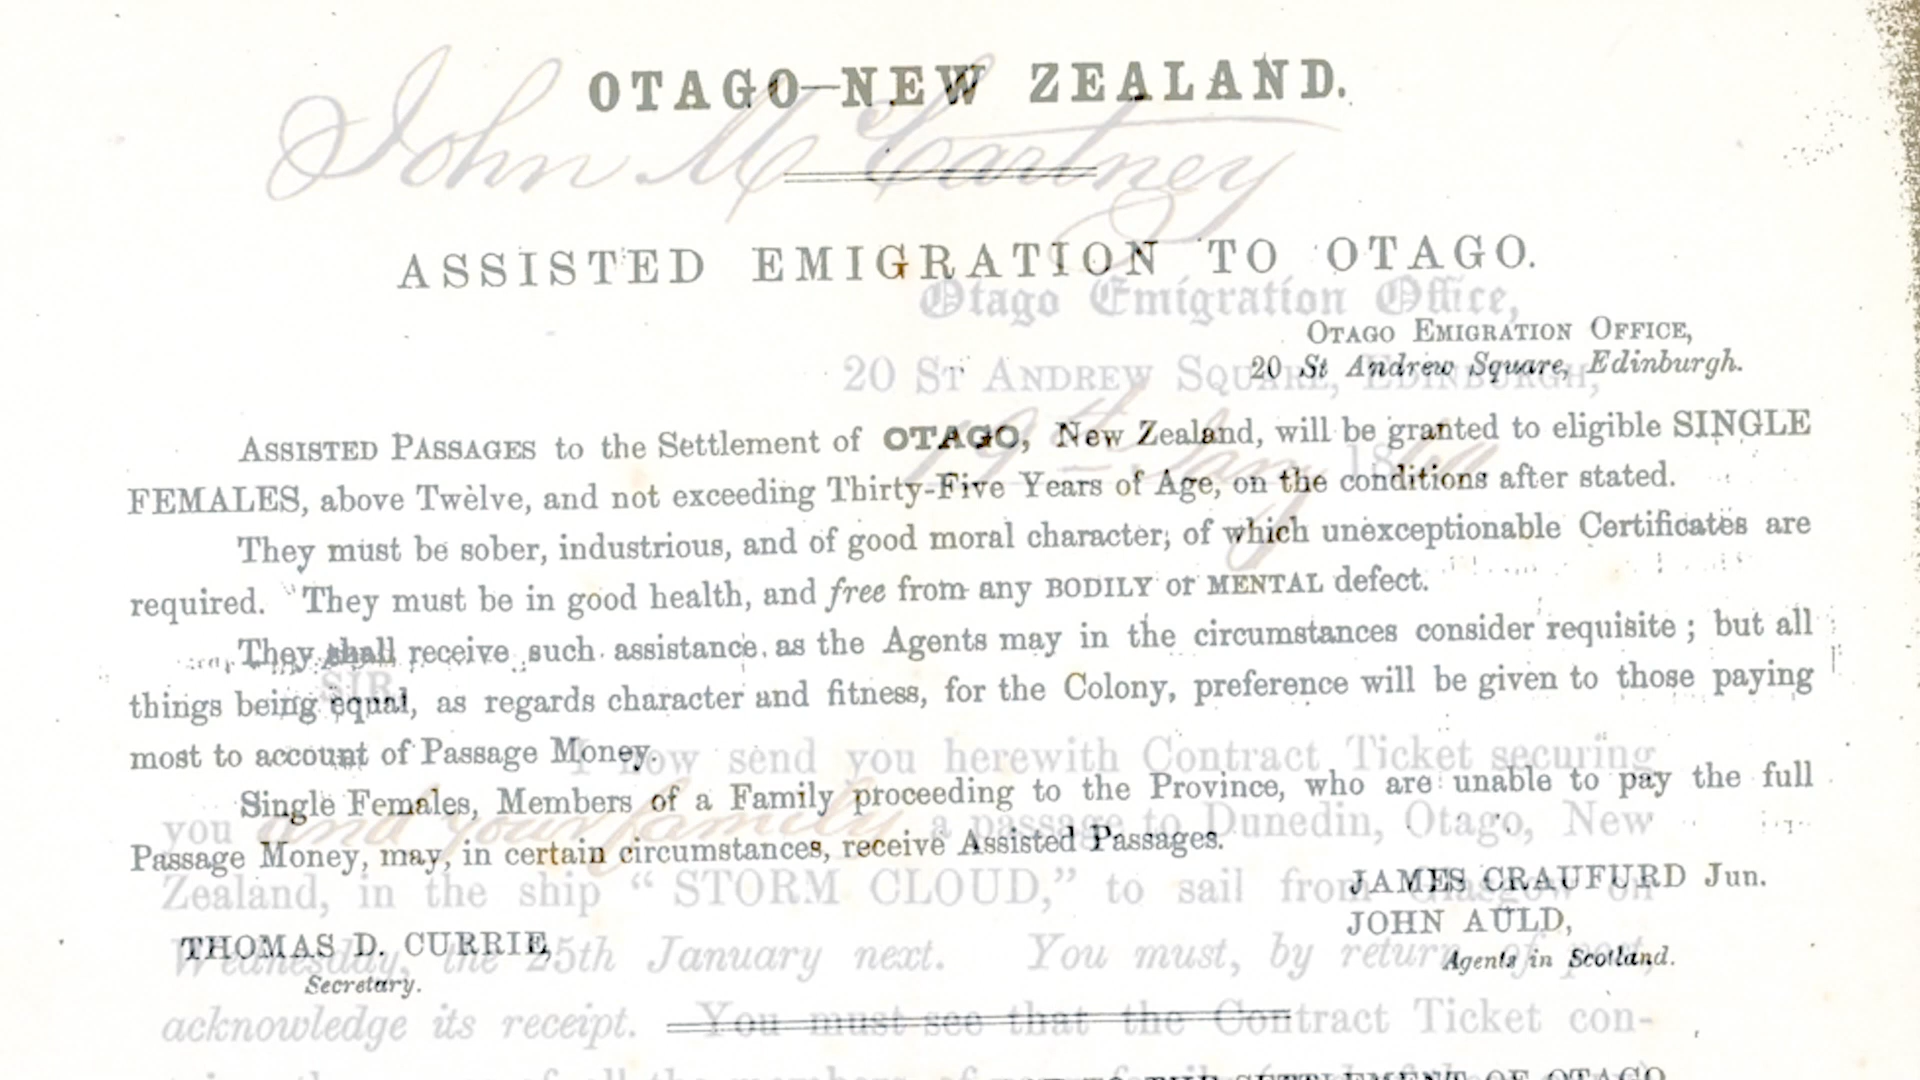 OTAGO—NEW ZEALAND.
John McCartney
ASSISTED EMIGRATION TO OTAGO.
Otago Emigration Office,
OTAGO EMIGRATION OFFICE,
20 St Andrew Square, Edinburgh.
20 ST ANDREW SQUARE, EDINBURGH,
19th Jany 1860
ASSISTED PASSAGES to the Settlement of OTAGO, New Zealand, will be granted to eligible SINGLE
FEMALES, above Twelve, and not exceeding Thirty-Five Years of Age, on the conditions after stated.
They must be sober, industrious, and of good moral character; of which unexceptionable Certificates are
required. They must be in good health, and free from any BODILY or MENTAL defect.
They shall receive such assistance as the Agents may in the circumstances consider requisite; but all
SIR
things being equal, as regards character and fitness, for the Colony, preference will be given to those paying
most to account of Passage Money.
I now send you herewith Contract Ticket securing
Single Females, Members of a Family proceeding to the Province, who are unable to pay the full
you and your family a passage to Dunedin, Otago, New
Passage Money, may, in certain circumstances, receive Assisted Passages.
Zealand, in the ship “STORM CLOUD,” to sail from Glasgow on
JAMES CRAUFURD Jun.
JOHN AULD,
Agents in Scotland.
THOMAS D. CURRIE,
Secretary.
Wednesday, the 25th January next. You must, by return of post,
acknowledge its receipt. You must see that the Contract Ticket con-
all the members of
THE SETTLEMENT OF OTAGO